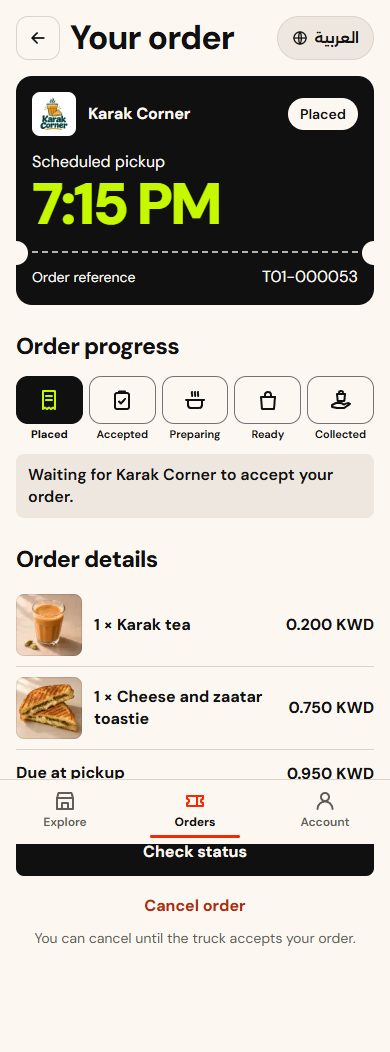 Your order
العربية
Karak Corner
Karak Corner
Placed
Scheduled pickup
7:15 PM
Order reference
T01-000053
Order progress
Placed
Accepted
Preparing
Ready
Collected
Waiting for Karak Corner to accept your
order.
Order details
1 × Karak tea
0.200 KWD
1 × Cheese and zaatar
toastie
0.750 KWD
Due at pickup
0.950 KWD
Explore
Orders
Account
Check status
Cancel order
You can cancel until the truck accepts your order.